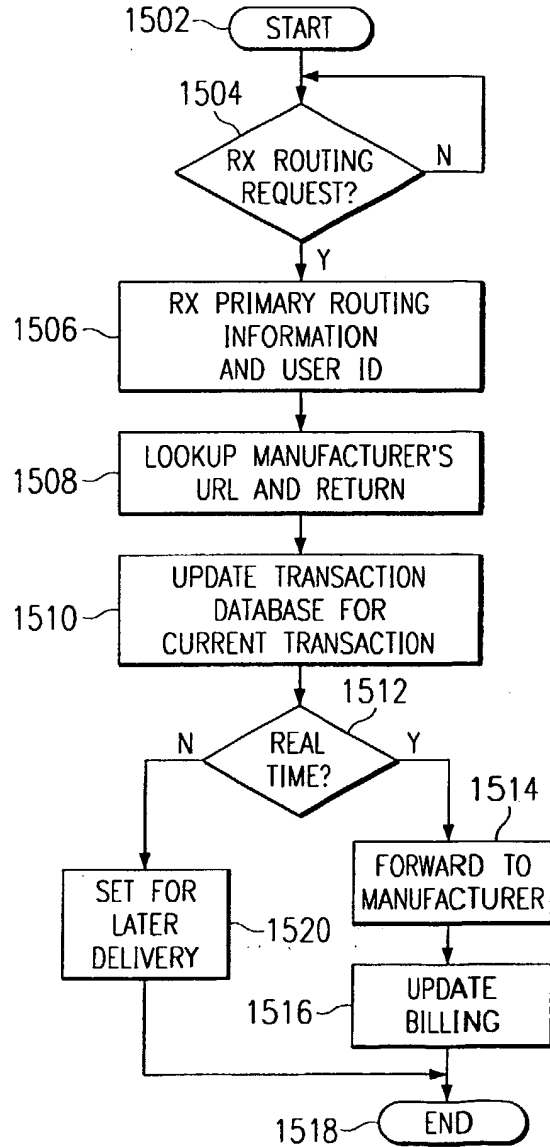 1502
START
1504
RX ROUTING
REQUEST?
N
Y
1506
RX PRIMARY ROUTING
INFORMATION
AND USER ID
1508
LOOKUP MANUFACTURER'S
URL AND RETURN
1510
UPDATE TRANSACTION
DATABASE FOR
CURRENT TRANSACTION
1512
N
REAL
TIME?
Y
1514
FORWARD TO
MANUFACTURER
SET FOR
LATER
DELIVERY
1520
1516
UPDATE
BILLING
1518
END